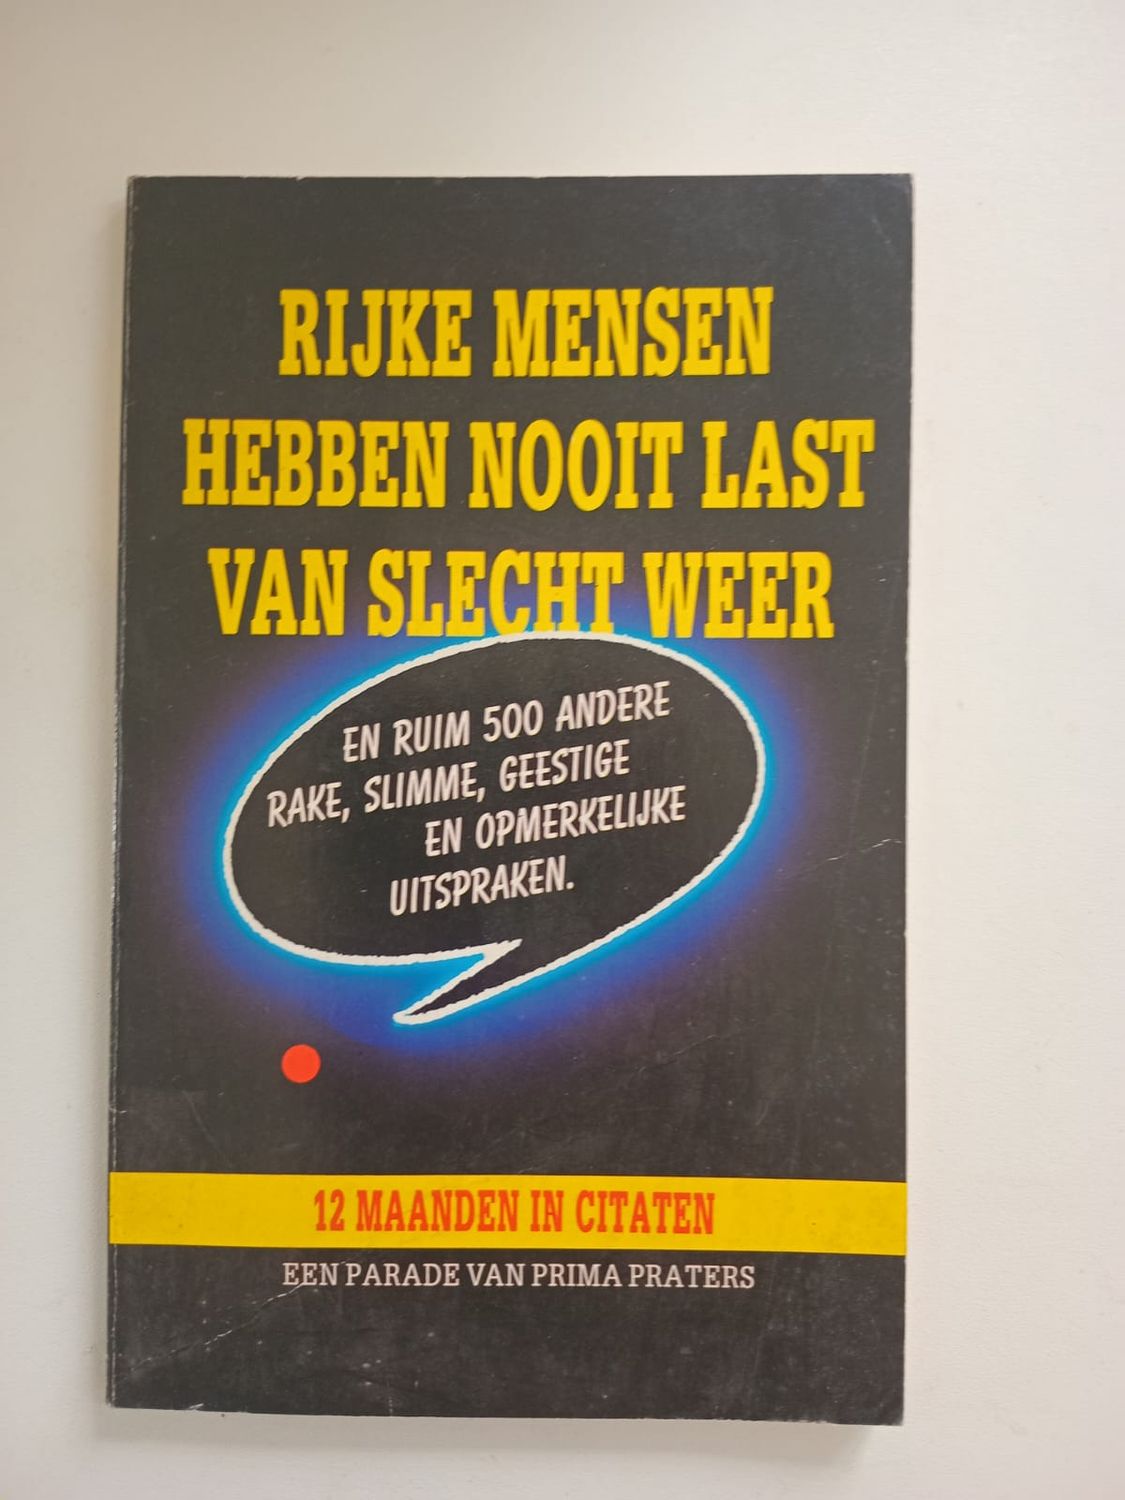 RIJKE MENSEN
HEBBEN NOOIT LAST
VAN SLECHT WEER
EN RUIM 500 ANDERE
RAKE, SLIMME, GEESTIGE
EN OPMERKELIJKE
UITSPRAKEN.
12 MAANDEN IN CITATEN
EEN PARADE VAN PRIMA PRATERS